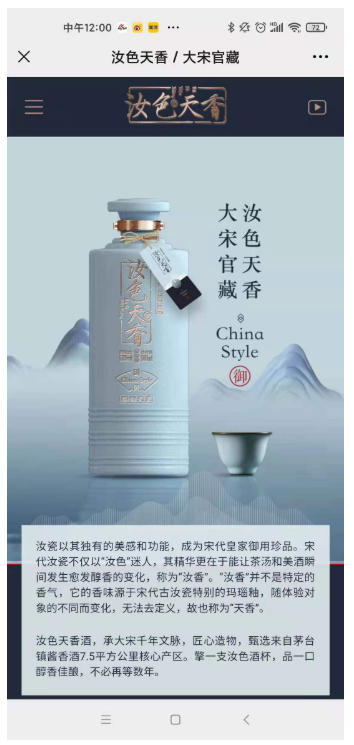 中午12:00
72
汝色天香 / 大宋官藏
汝色天香
汝色天香
China Style
汝色天香
大宋官藏
China
Style
御
汝瓷以其独有的美感和功能，成为宋代皇家御用珍品。宋
代汝瓷不仅以“汝色”迷人，其精华更在于能让茶汤和美酒瞬
间发生愈发醇香的变化，称为“汝香”。“汝香”并不是特定的
香气，它的香味源于宋代古汝瓷特别的玛瑙釉，随体验对
象的不同而变化，无法去定义，故也称为“天香”。
汝色天香酒，承大宋千年文脉，匠心造物，甄选来自茅台
镇酱香酒7.5平方公里核心产区。擎一支汝色酒杯，品一口
醇香佳酿，不必再等数年。